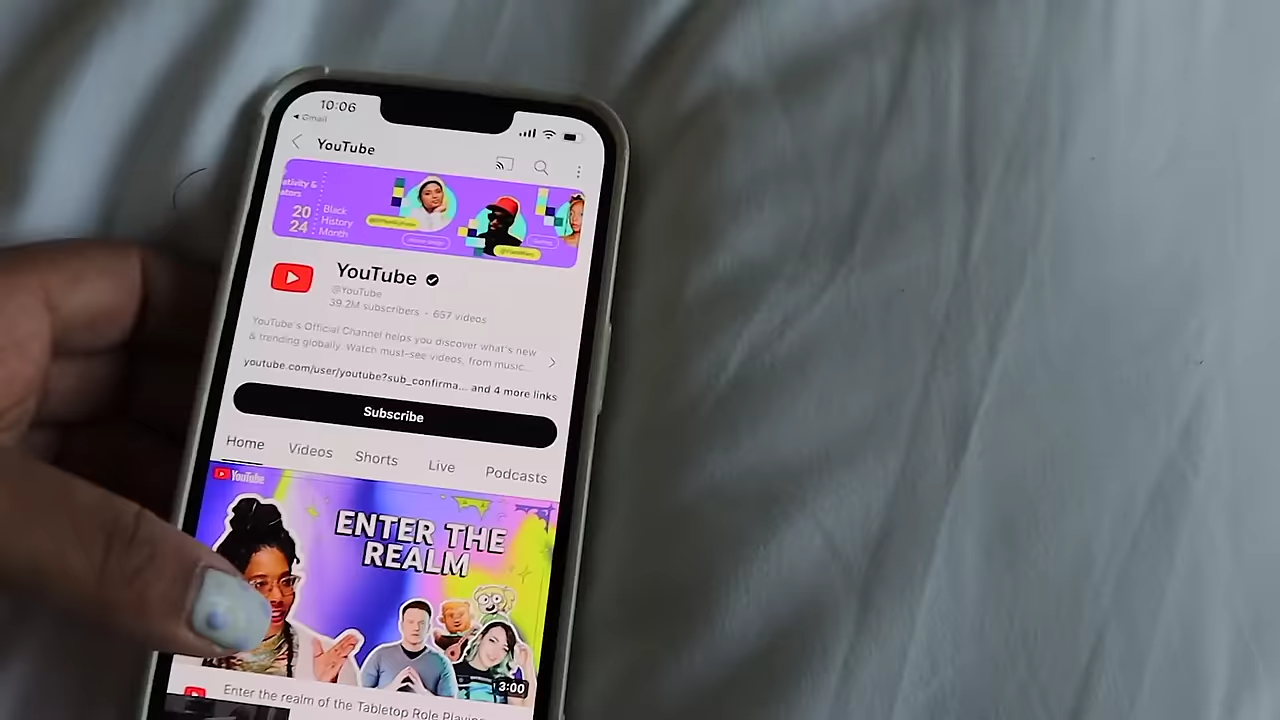 10:06
◂ Gmail
YouTube
ativity &
ators
20
24
Black
History
Month
YouTube
@YouTube
39.2M subscribers • 657 videos
YouTube's Official Channel helps you discover what's new
& trending globally. Watch must-see videos, from music...
youtube.com/user/youtube?sub_confirma... and 4 more links
Subscribe
Home Videos Shorts Live Podcasts
YouTube
ENTER THE
REALM
3:00
Enter the realm of the Tabletop Role Playin